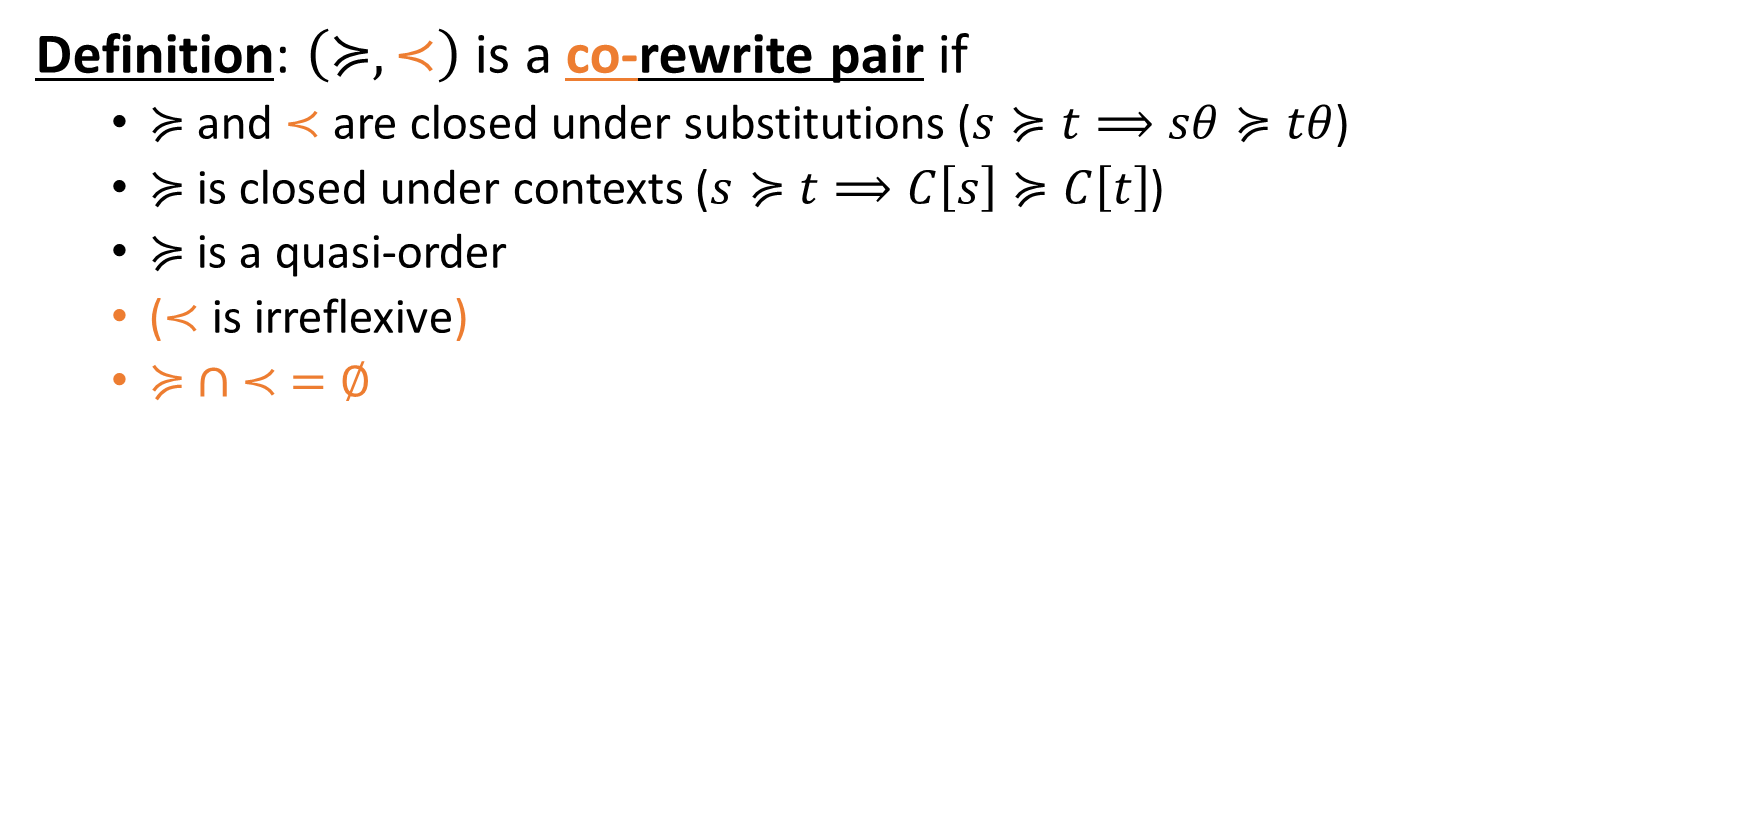 Definition: (≽, ≺) is a co-rewrite pair if
• ≽ and ≺ are closed under substitutions (𝑠 ≽ 𝑡 ⟹ 𝑠𝜃 ≽ 𝑡𝜃)
• ≽ is closed under contexts (𝑠 ≽ 𝑡 ⟹ 𝐶[𝑠] ≽ 𝐶[𝑡])
• ≽ is a quasi-order
• (≺ is irreflexive)
• ≽ ∩ ≺ = ∅